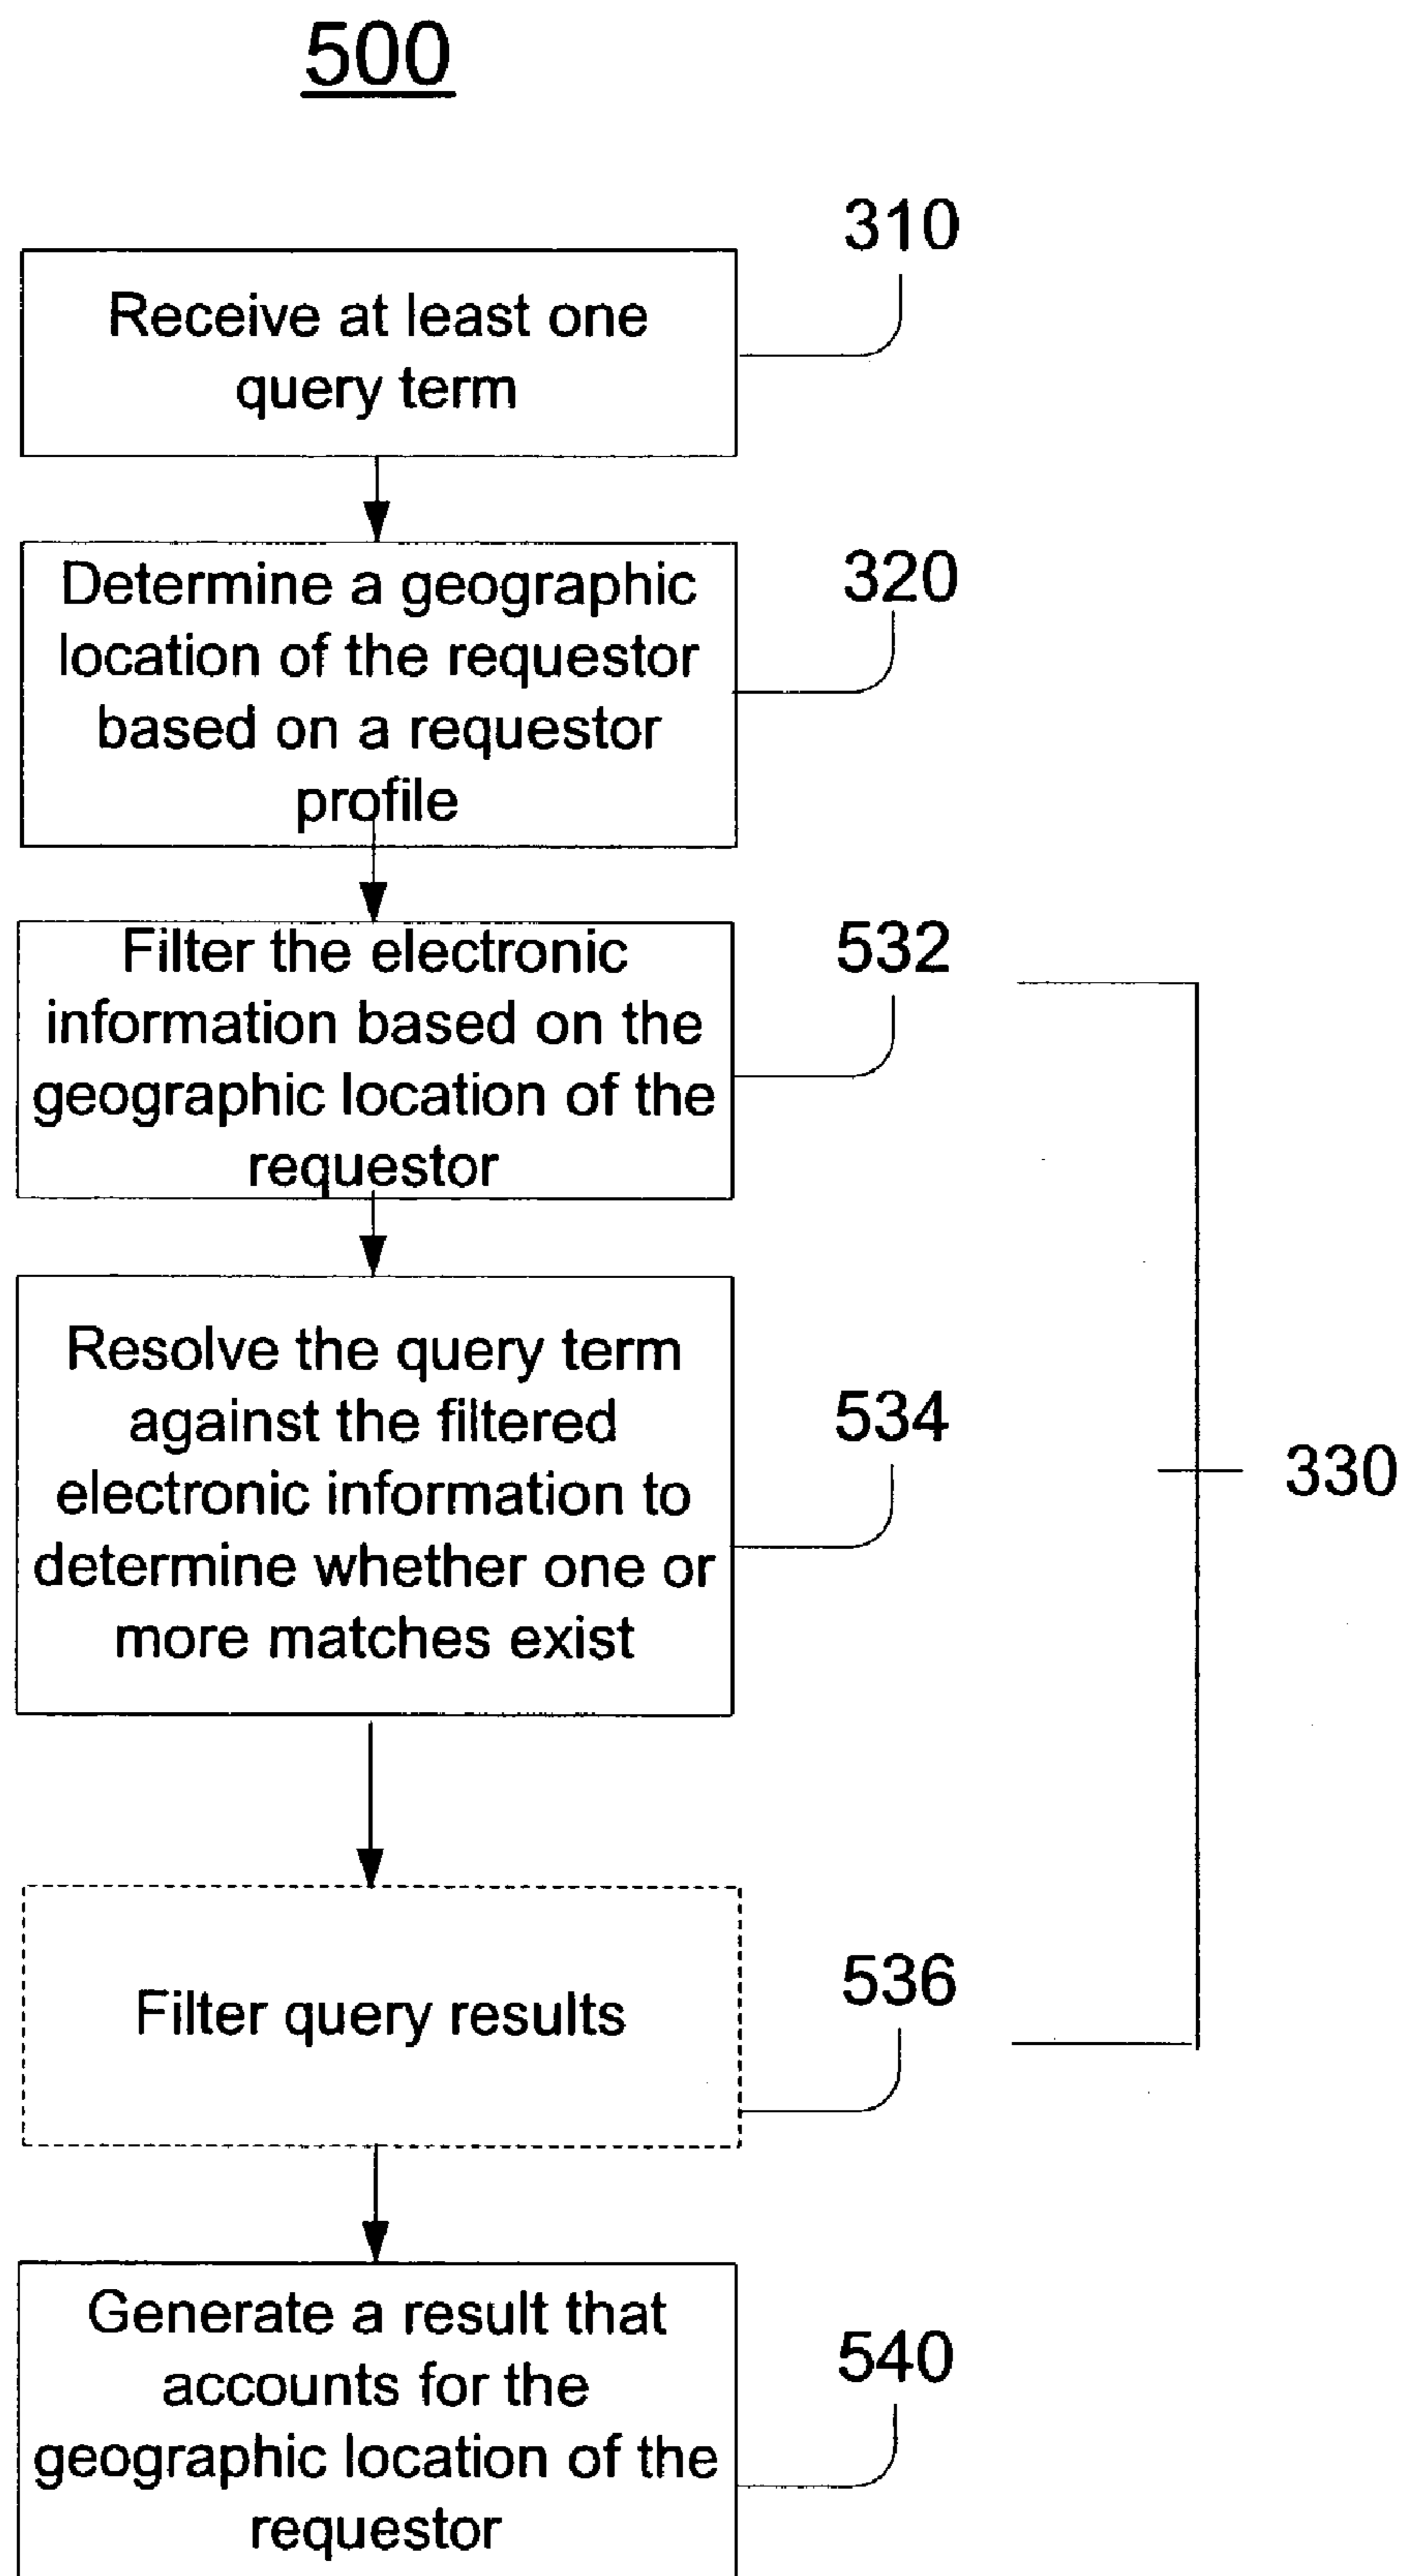 500
310
Receive at least one
query term
320
Determine a geographic
location of the requestor
based on a requestor
profile
532
Filter the electronic
information based on the
geographic location of the
requestor
534
Resolve the query term
against the filtered
electronic information to
determine whether one or
more matches exist
330
536
Filter query results
540
Generate a result that
accounts for the
geographic location of the
requestor